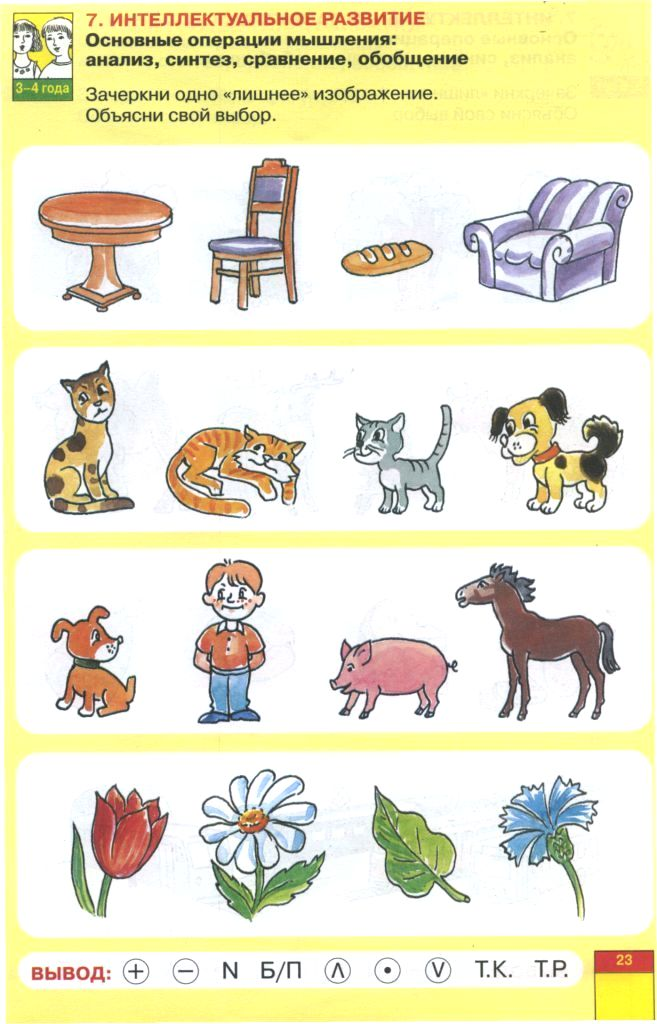 7. ИНТЕЛЛЕКТУАЛЬНОЕ РАЗВИТИЕ
Основные операции мышления:
анализ, синтез, сравнение, обобщение
3–4 года
Зачеркни одно «лишнее» изображение.
Объясни свой выбор.
ВЫВОД: + − N Б/П Λ • V Т.К. Т.Р.
23